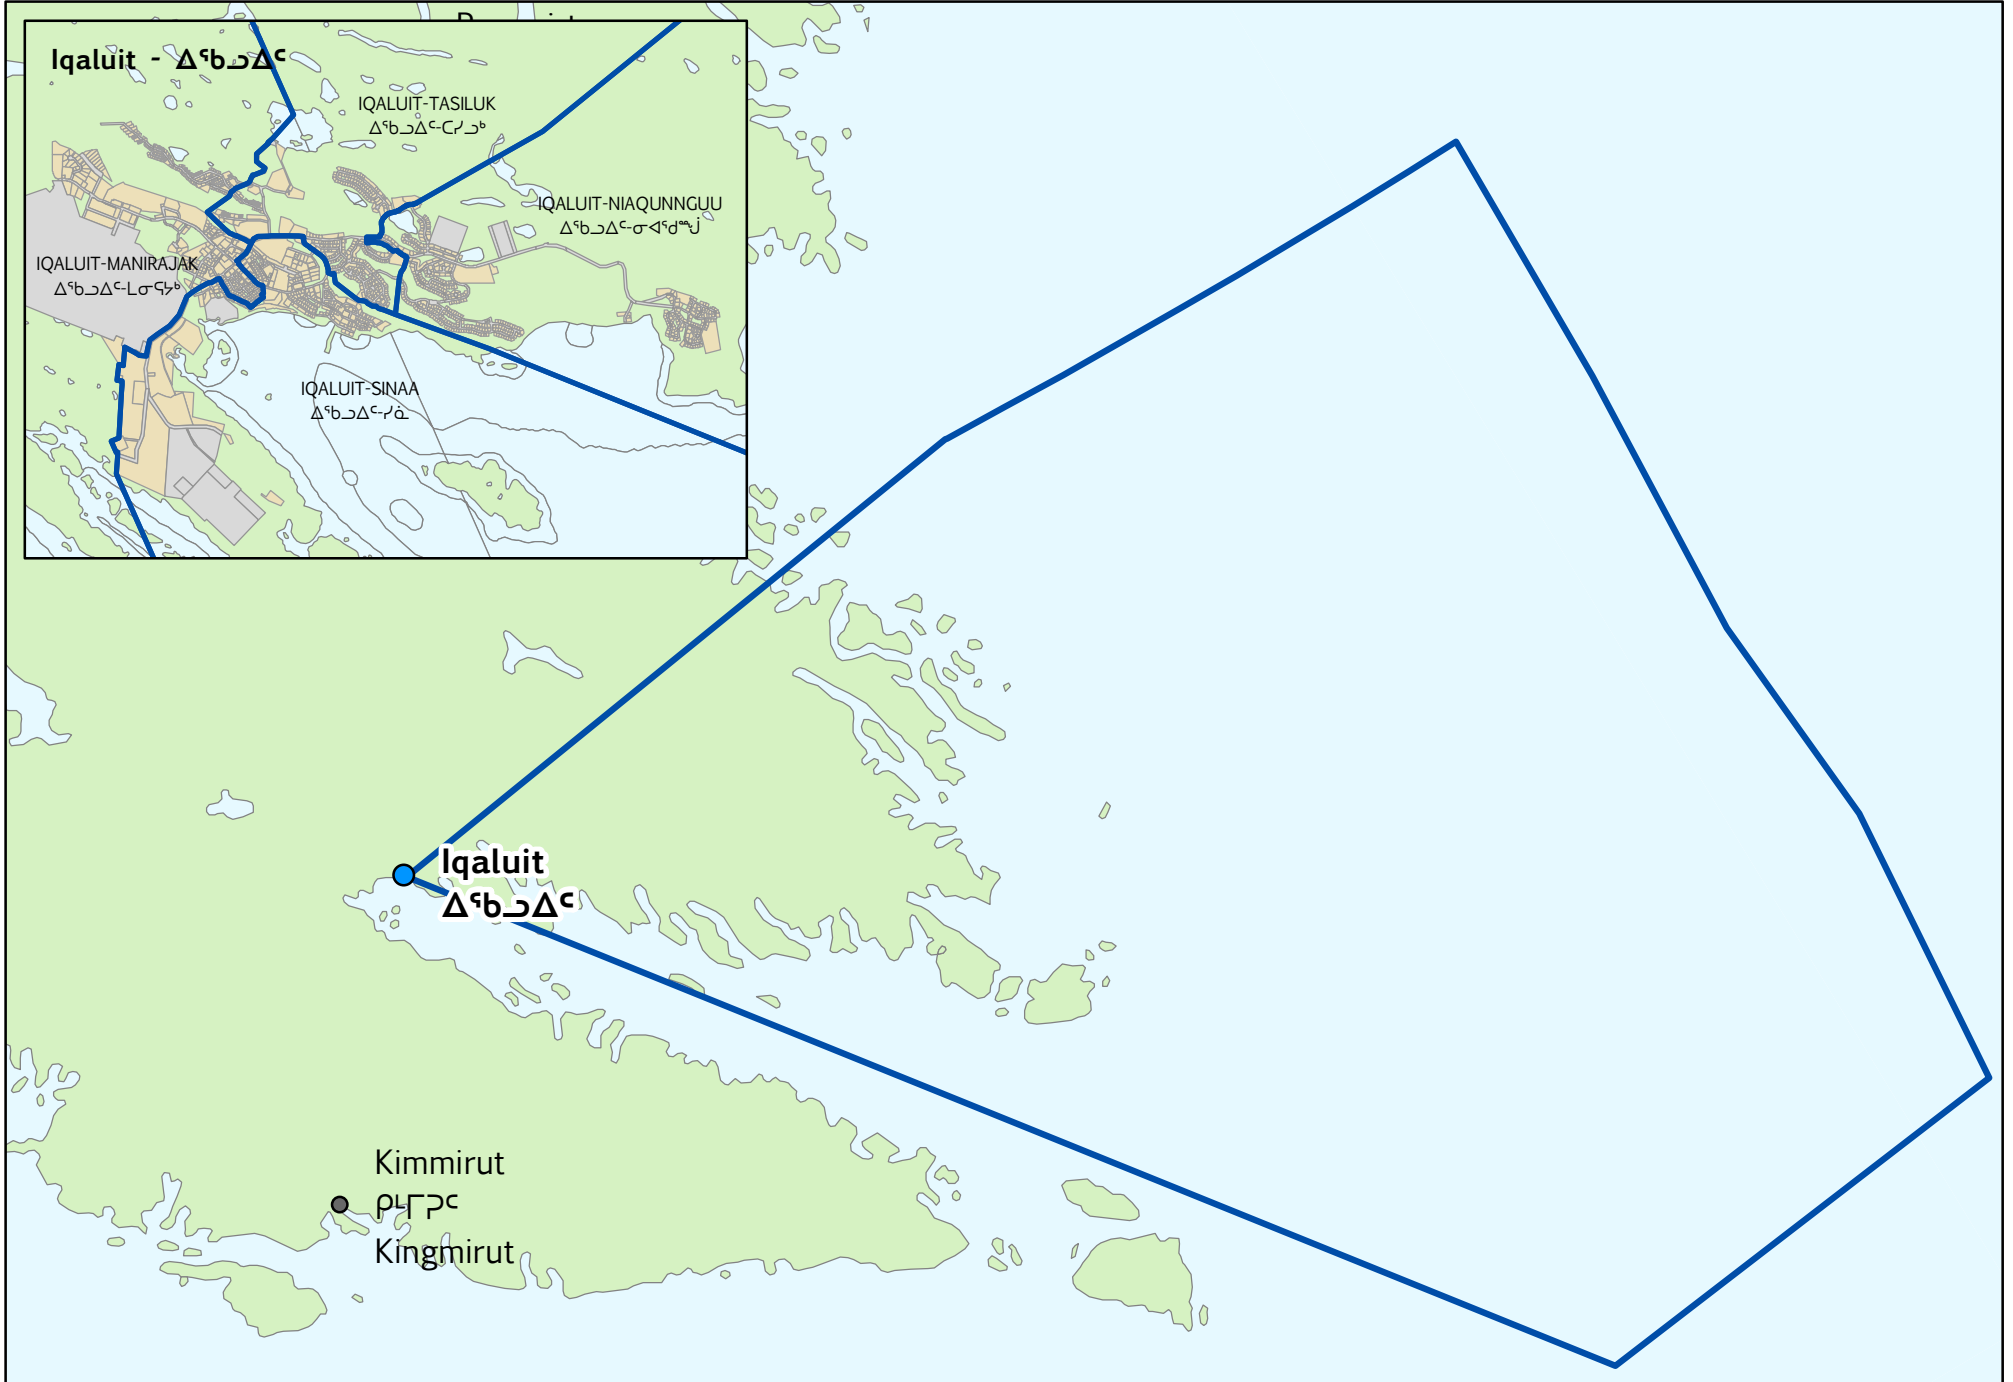 Iqaluit - ᐃᖃᓗᐃᑦ
IQALUIT-TASILUK
ᐃᖃᓗᐃᑦ-ᑕᓯᓗᒃ
IQALUIT-NIAQUNNGUU
ᐃᖃᓗᐃᑦ-ᓂᐊᖁᙘ
IQALUIT-MANIRAJAK
ᐃᖃᓗᐃᑦ-ᒪᓂᕋᔭᒃ
IQALUIT-SINAA
ᐃᖃᓗᐃᑦ-ᓯᓈ
Iqaluit
ᐃᖃᓗᐃᑦ
Kimmirut
ᑭᒻᒥᕈᑦ
Kingmirut